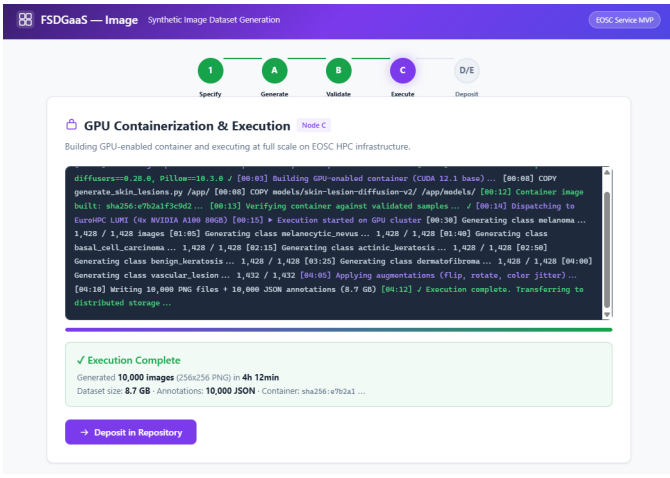 FSDGaaS — Image Synthetic Image Dataset Generation EOSC Service MVP
1 A B C D/E
Specify Generate Validate Execute Deposit
GPU Containerization & Execution Node C
Building GPU-enabled container and executing at full scale on EOSC HPC infrastructure.
diffusers==0.28.0, Pillow==10.3.0 ✓ [00:03] Building GPU-enabled container (CUDA 12.1 base)... [00:08] COPY
generate_skin_lesions.py /app/ [00:08] COPY models/skin-lesion-diffusion-v2/ /app/models/ [00:12] Container image
built: sha256:e7b2a1f3c9d2... [00:13] Verifying container against validated samples... ✓ [00:14] Dispatching to
EuroHPC LUMI (4x NVIDIA A100 80GB) [00:15] ▶ Execution started on GPU cluster [00:30] Generating class melanoma...
1,428 / 1,428 images [01:05] Generating class melanocytic_nevus... 1,428 / 1,428 [01:40] Generating class
basal_cell_carcinoma... 1,428 / 1,428 [02:15] Generating class actinic_keratosis... 1,428 / 1,428 [02:50]
Generating class benign_keratosis... 1,428 / 1,428 [03:25] Generating class dermatofibroma... 1,428 / 1,428 [04:00]
Generating class vascular_lesion... 1,432 / 1,432 [04:05] Applying augmentations (flip, rotate, color jitter)...
[04:10] Writing 10,000 PNG files + 10,000 JSON annotations (8.7 GB) [04:12] ✓ Execution complete. Transferring to
distributed storage...
✓ Execution Complete
Generated 10,000 images (256x256 PNG) in 4h 12min
Dataset size: 8.7 GB · Annotations: 10,000 JSON · Container: sha256:e7b2a1 ...
→ Deposit in Repository